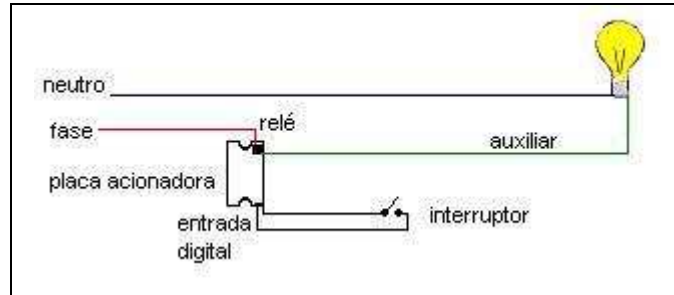 neutro
fase
relé
auxiliar
placa acionadora
interruptor
entrada
digital